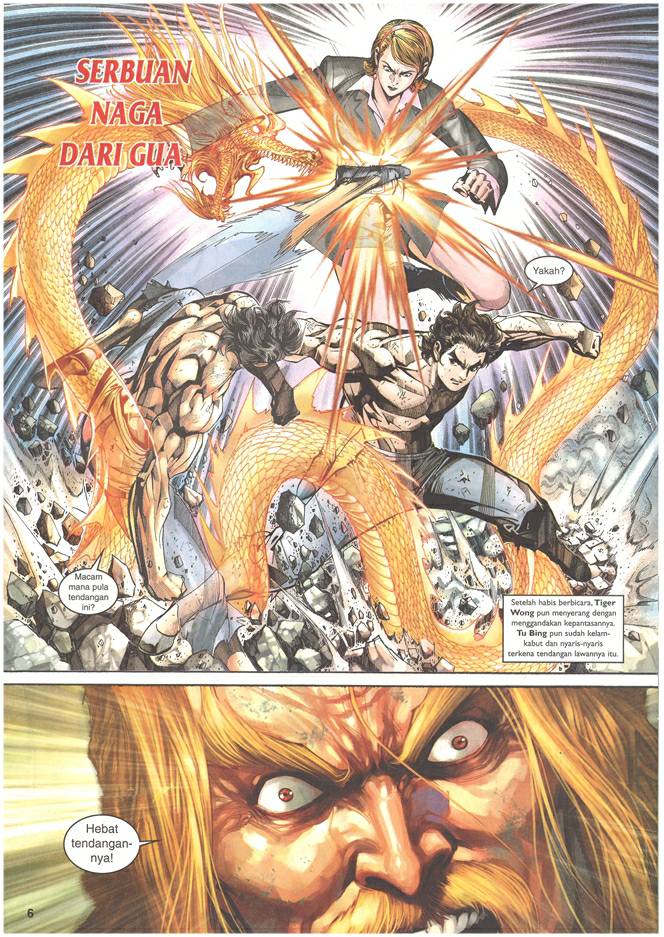 SERBUAN
NAGA
DARI GUA
Yakah?
Macam
mana pula
tendangan
ini?
Setelah habis berbicara, Tiger
Wong pun menyerang dengan
menggandakan kepantasannya.
Tu Bing pun sudah kelam-
kabut dan nyaris-nyaris
terkena tendangan lawannya itu.
Hebat
tendangan-
nya!
6